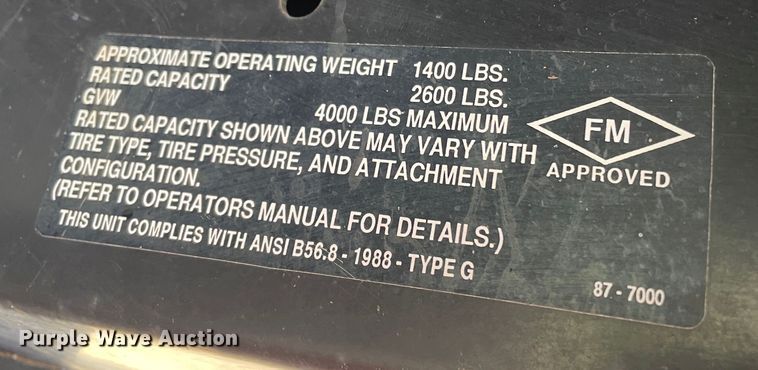 APPROXIMATE OPERATING WEIGHT 1400 LBS.
RATED CAPACITY 2600 LBS.
GVW 4000 LBS MAXIMUM
RATED CAPACITY SHOWN ABOVE MAY VARY WITH
TIRE TYPE, TIRE PRESSURE, AND ATTACHMENT
CONFIGURATION.
(REFER TO OPERATORS MANUAL FOR DETAILS.)
THIS UNIT COMPLIES WITH ANSI B56.8 - 1988 - TYPE G
FM
APPROVED
87 - 7000
Purple Wave Auction